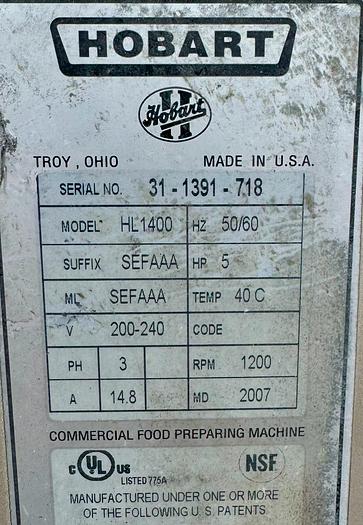 HOBART
Hobart
TROY, OHIO MADE IN U.S.A.
SERIAL NO. 31-1391-718
MODEL HL1400 HZ 50/60
SUFFIX SEFAAA HP 5
ML SEFAAA TEMP 40 C
V 200-240 CODE
PH 3 RPM 1200
A 14.8 MD 2007
COMMERCIAL FOOD PREPARING MACHINE
C UL US NSF
LISTED 775A
MANUFACTURED UNDER ONE OR MORE
OF THE FOLLOWING U.S. PATENTS